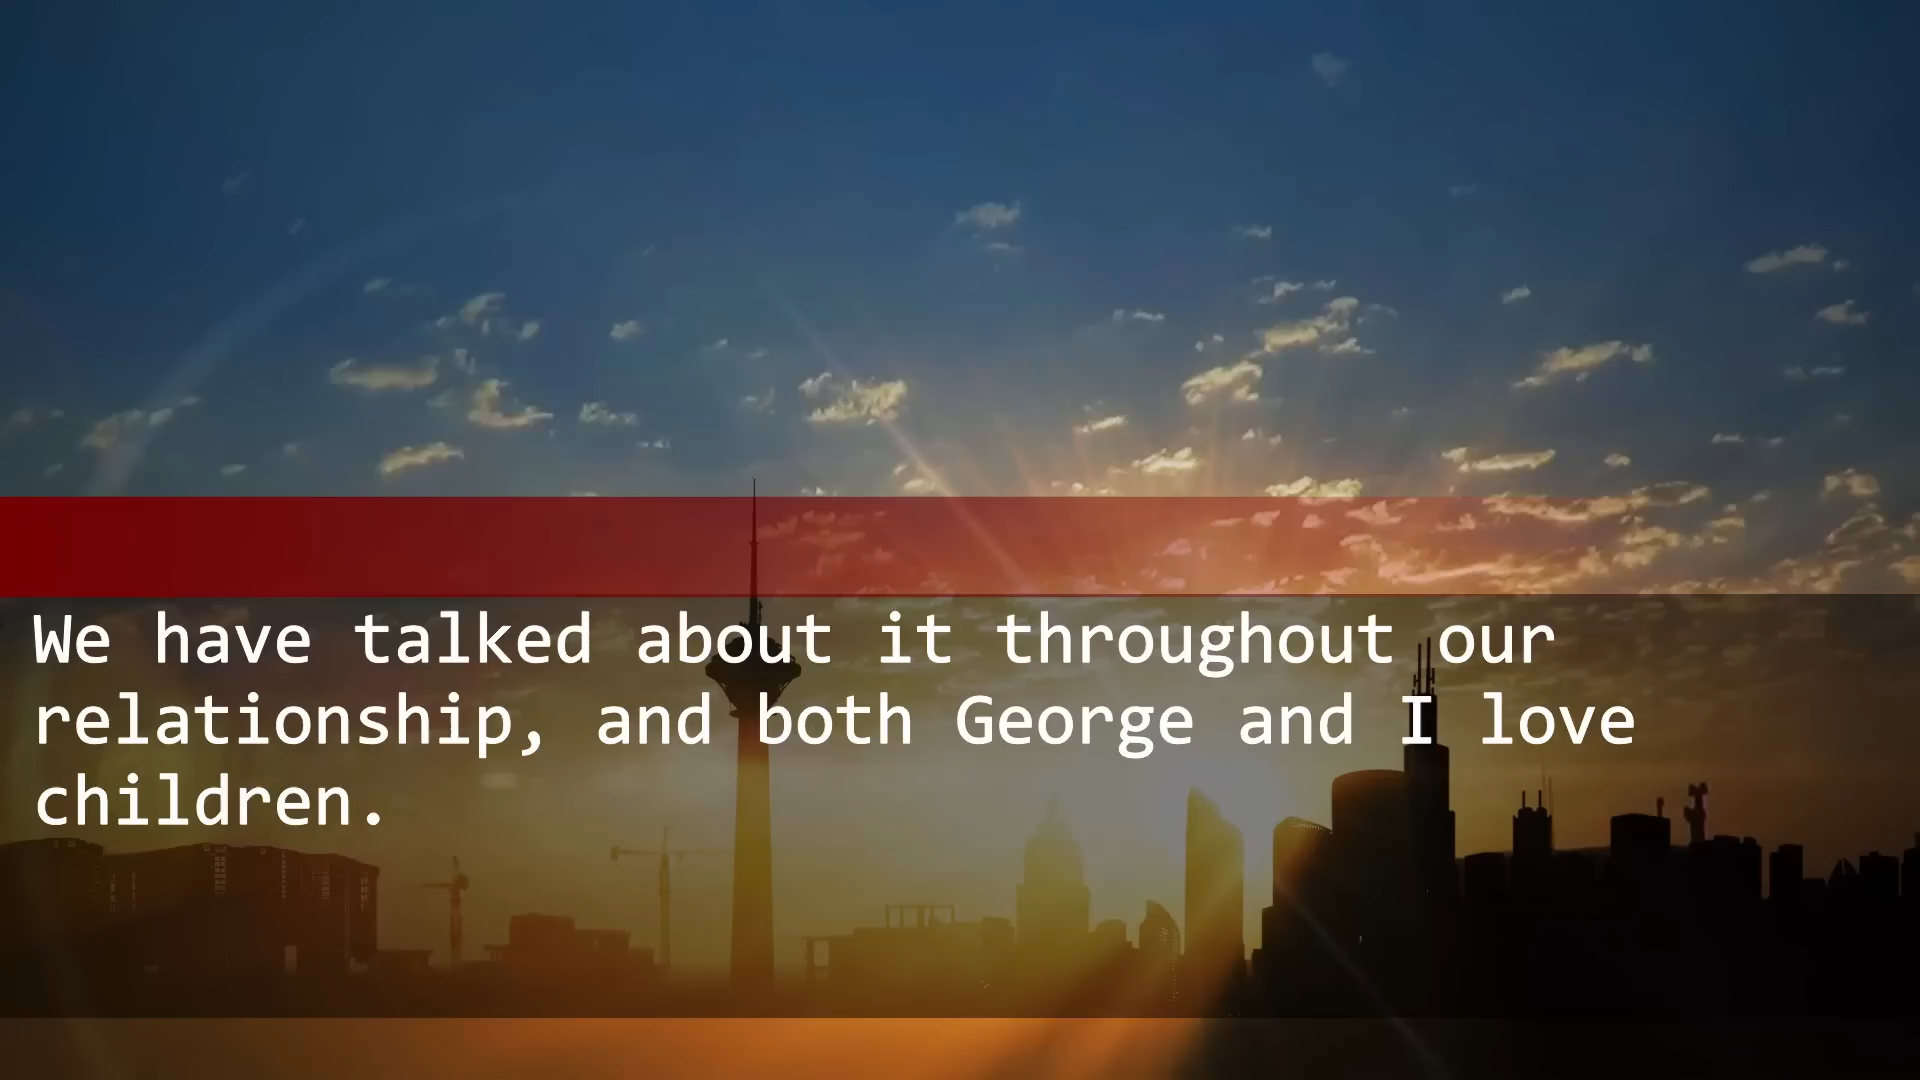 We have talked about it throughout our
relationship, and both George and I love
children.